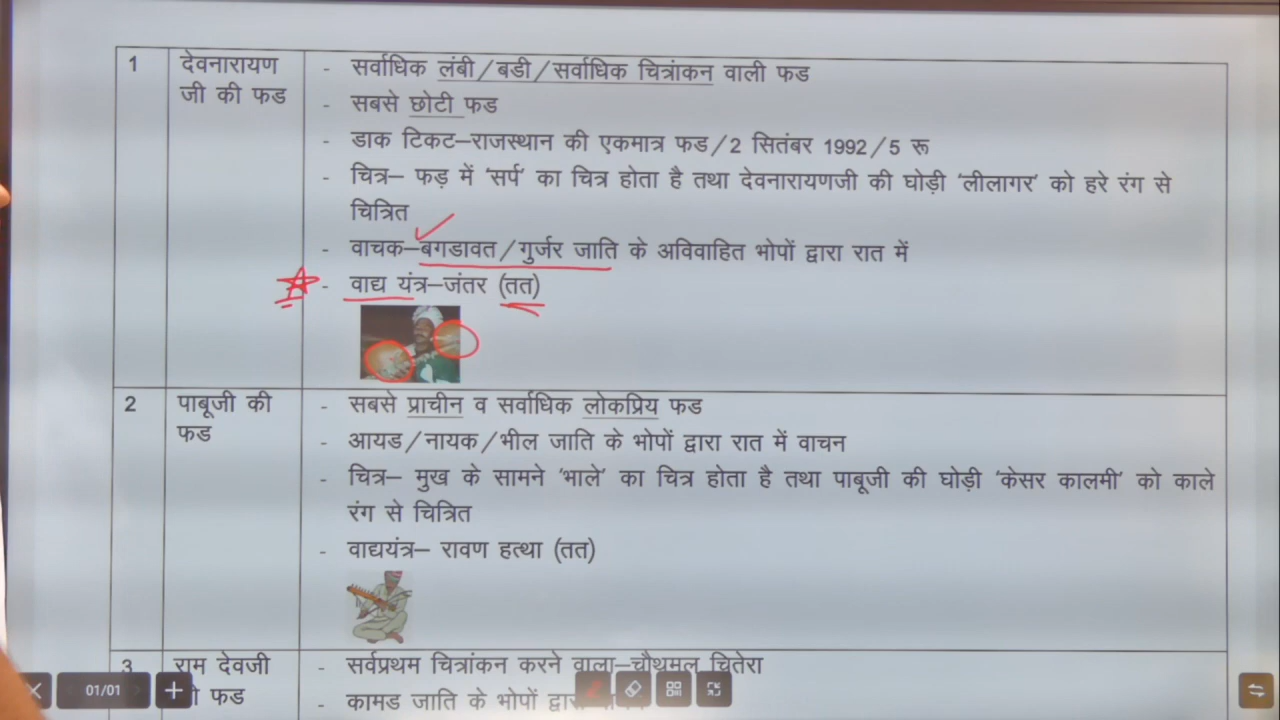 1 देवनारायण जी की फड
- सर्वाधिक लंबी/बडी/सर्वाधिक चित्रांकन वाली फड
- सबसे छोटी फड
- डाक टिकट–राजस्थान की एकमात्र फड/2 सितंबर 1992/5 रू
- चित्र– फड़ में 'सर्प' का चित्र होता है तथा देवनारायणजी की घोड़ी 'लीलागर' को हरे रंग से
चित्रित
- वाचक–बगडावत/गुर्जर जाति के अविवाहित भोपों द्वारा रात में
- वाद्य यंत्र–जंतर (तत)
2 पाबूजी की फड
- सबसे प्राचीन व सर्वाधिक लोकप्रिय फड
- आयड/नायक/भील जाति के भोपों द्वारा रात में वाचन
- चित्र– मुख के सामने 'भाले' का चित्र होता है तथा पाबूजी की घोड़ी 'केसर कालमी' को काले
रंग से चित्रित
- वाद्ययंत्र– रावण हत्था (तत)
3 राम देवजी फड
- सर्वप्रथम चित्रांकन करने वाला–चौथमल चितेरा
- कामड जाति के भोपों
01/01